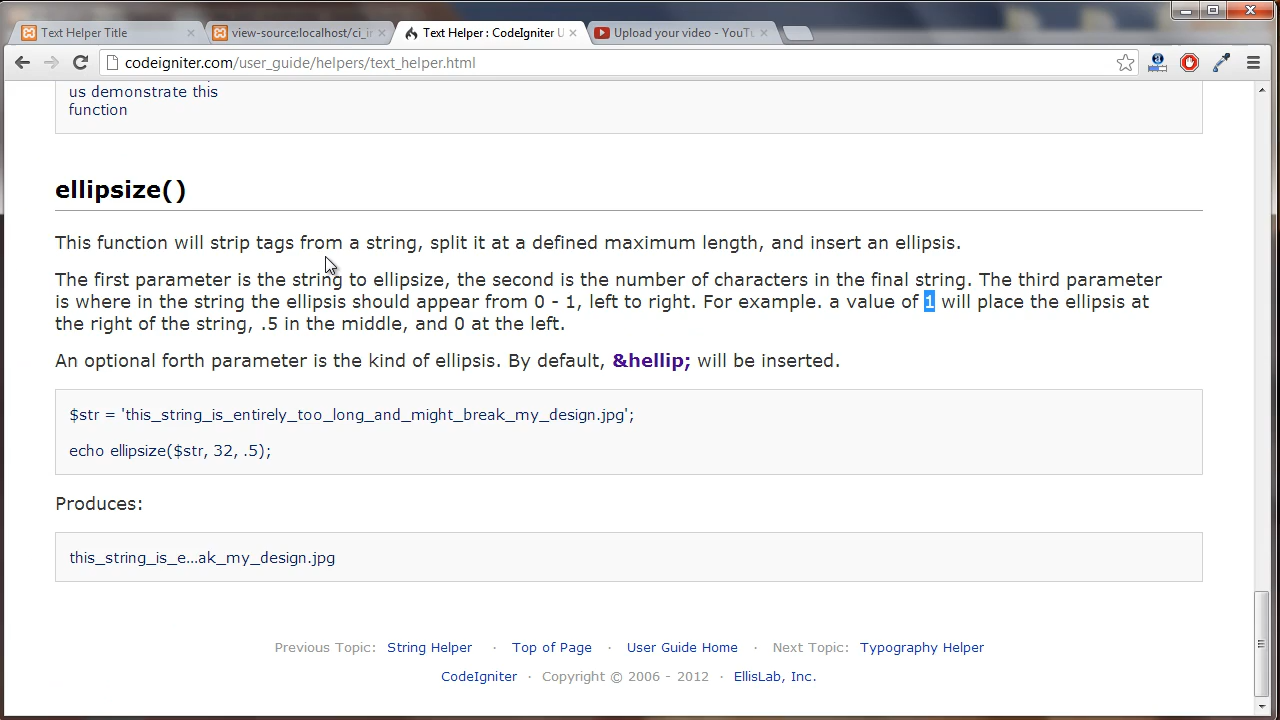 Text Helper Title
view-source:localhost/ci_ir
Text Helper : CodeIgniter U
Upload your video - YouTu
codeigniter.com/user_guide/helpers/text_helper.html
us demonstrate this
function
ellipsize()
This function will strip tags from a string, split it at a defined maximum length, and insert an ellipsis.
The first parameter is the string to ellipsize, the second is the number of characters in the final string. The third parameter
is where in the string the ellipsis should appear from 0 - 1, left to right. For example. a value of 1 will place the ellipsis at
the right of the string, .5 in the middle, and 0 at the left.
An optional forth parameter is the kind of ellipsis. By default, &hellip; will be inserted.
$str = 'this_string_is_entirely_too_long_and_might_break_my_design.jpg';
echo ellipsize($str, 32, .5);
Produces:
this_string_is_e…ak_my_design.jpg
Previous Topic: String Helper · Top of Page · User Guide Home · Next Topic: Typography Helper
CodeIgniter · Copyright © 2006 - 2012 · EllisLab, Inc.